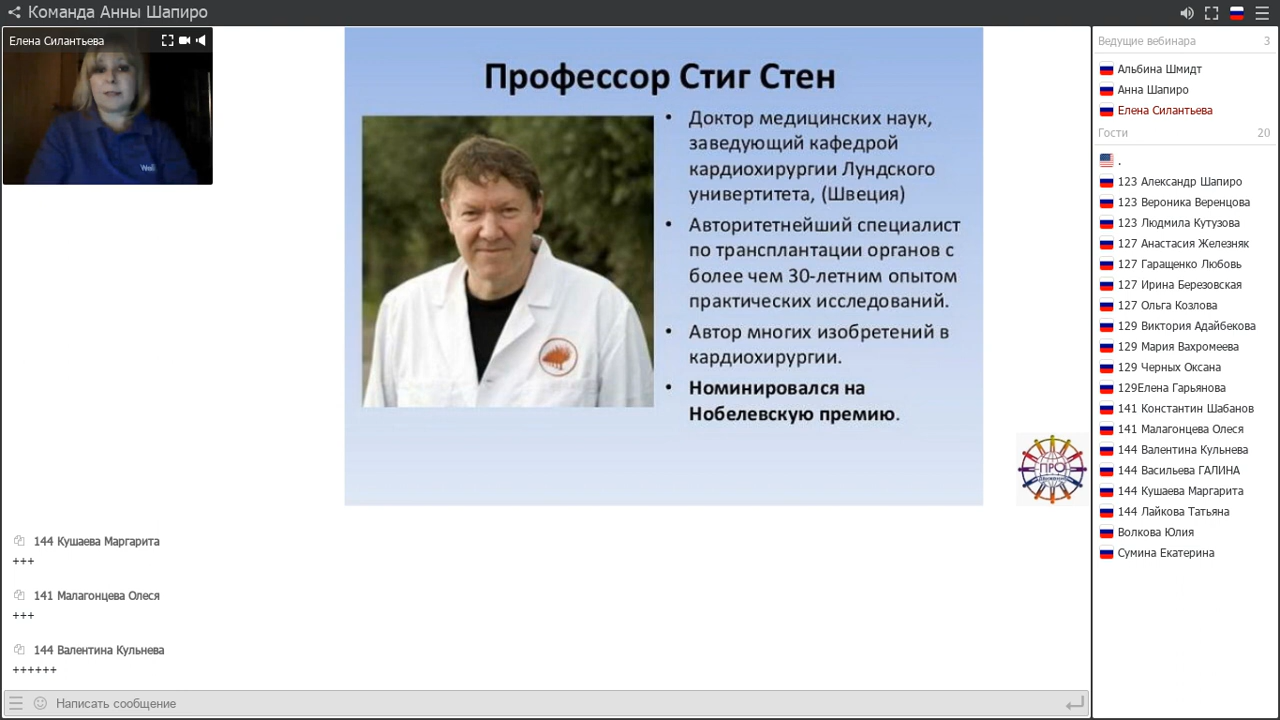 Команда Анны Шапиро
Елена Силантьева
Профессор Стиг Стен
• Доктор медицинских наук,
заведующий кафедрой
кардиохирургии Лундского
универтитета, (Швеция)
• Авторитетнейший специалист
по трансплантации органов с
более чем 30-летним опытом
практических исследований.
• Автор многих изобретений в
кардиохирургии.
• Номинировался на
Нобелевскую премию.
ПРО
144 Кушаева Маргарита
+++
141 Малагонцева Олеся
+++
144 Валентина Кульнева
++++++
Написать сообщение
Ведущие вебинара 3
Альбина Шмидт
Анна Шапиро
Елена Силантьева
Гости 20
.
123 Александр Шапиро
123 Вероника Веренцова
123 Людмила Кутузова
127 Анастасия Железняк
127 Гаращенко Любовь
127 Ирина Березовская
127 Ольга Козлова
129 Виктория Адайбекова
129 Мария Вахромеева
129 Черных Оксана
129Елена Гарьянова
141 Константин Шабанов
141 Малагонцева Олеся
144 Валентина Кульнева
144 Васильева ГАЛИНА
144 Кушаева Маргарита
144 Лайкова Татьяна
Волкова Юлия
Сумина Екатерина